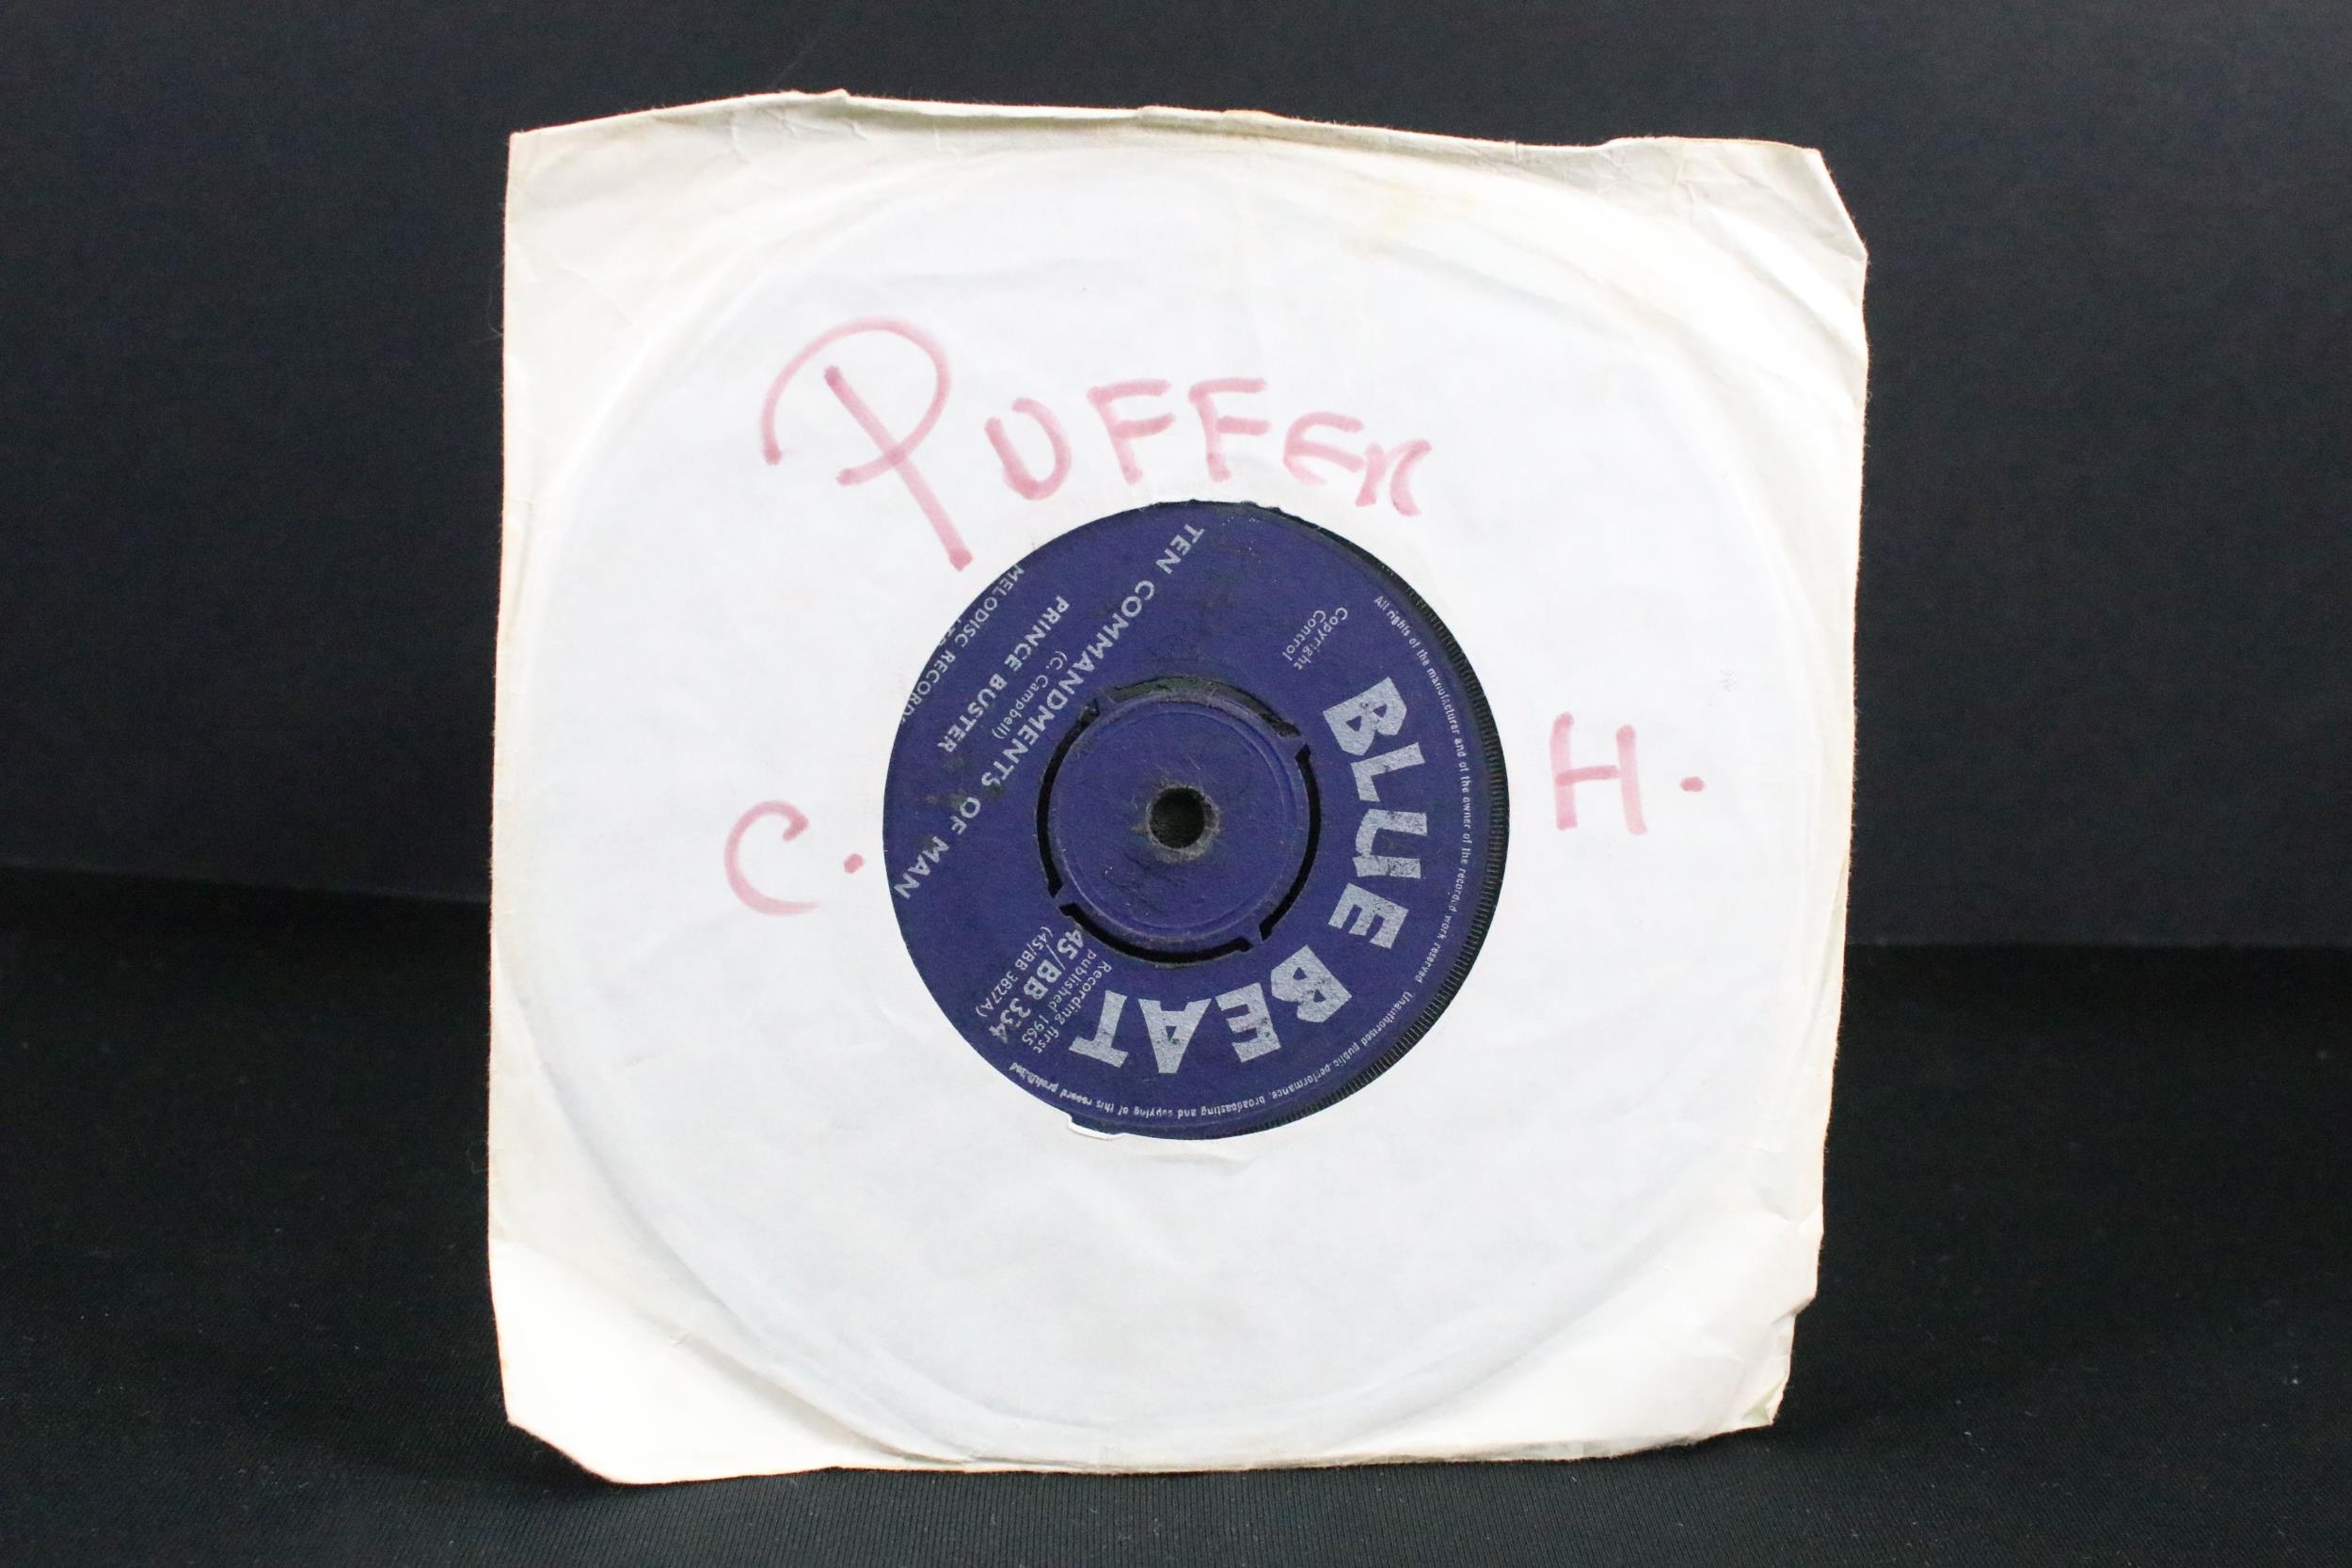 PUFFER
C. H.
BLUE BEAT
All rights of the manufacturer and of the owner of the recorded work reserved Unauthorised public performance, broadcasting and copying of this record prohibited
Copyright
Control
45/BB 334
(45/BB 3627A)
Recording first
published 1965
TEN COMMANDMENTS OF MAN
(C. Campbell)
PRINCE BUSTER
MELODISC RECORDS